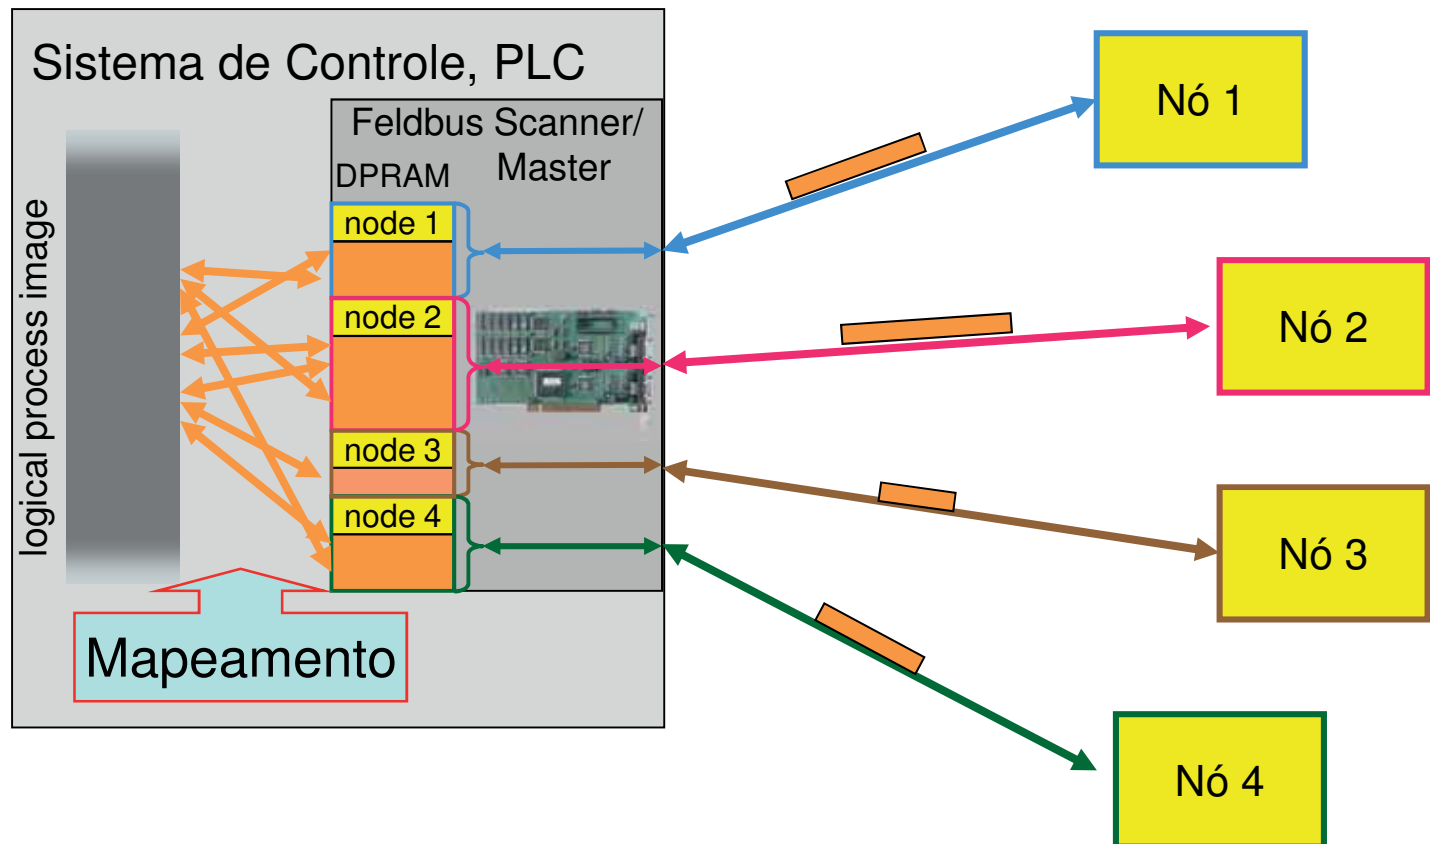 Sistema de Controle, PLC
Feldbus Scanner/
Master
DPRAM
logical process image
node 1
node 2
node 3
node 4
Mapeamento
Nó 1
Nó 2
Nó 3
Nó 4